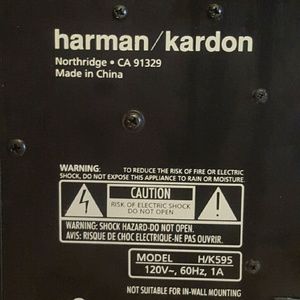 harman/kardon
Northridge • CA 91329
Made in China
WARNING: TO REDUCE THE RISK OF FIRE OR ELECTRIC
SHOCK, DO NOT EXPOSE THIS APPLIANCE TO RAIN OR MOISTURE.
CAUTION
RISK OF ELECTRIC SHOCK
DO NOT OPEN
WARNING: SHOCK HAZARD-DO NOT OPEN.
AVIS: RISQUE DE CHOC ELECTRIQUE-NE PAS OUVRIR.
MODEL H/K595
120V~, 60Hz, 1A
NOT SUITABLE FOR IN-WALL MOUNTING